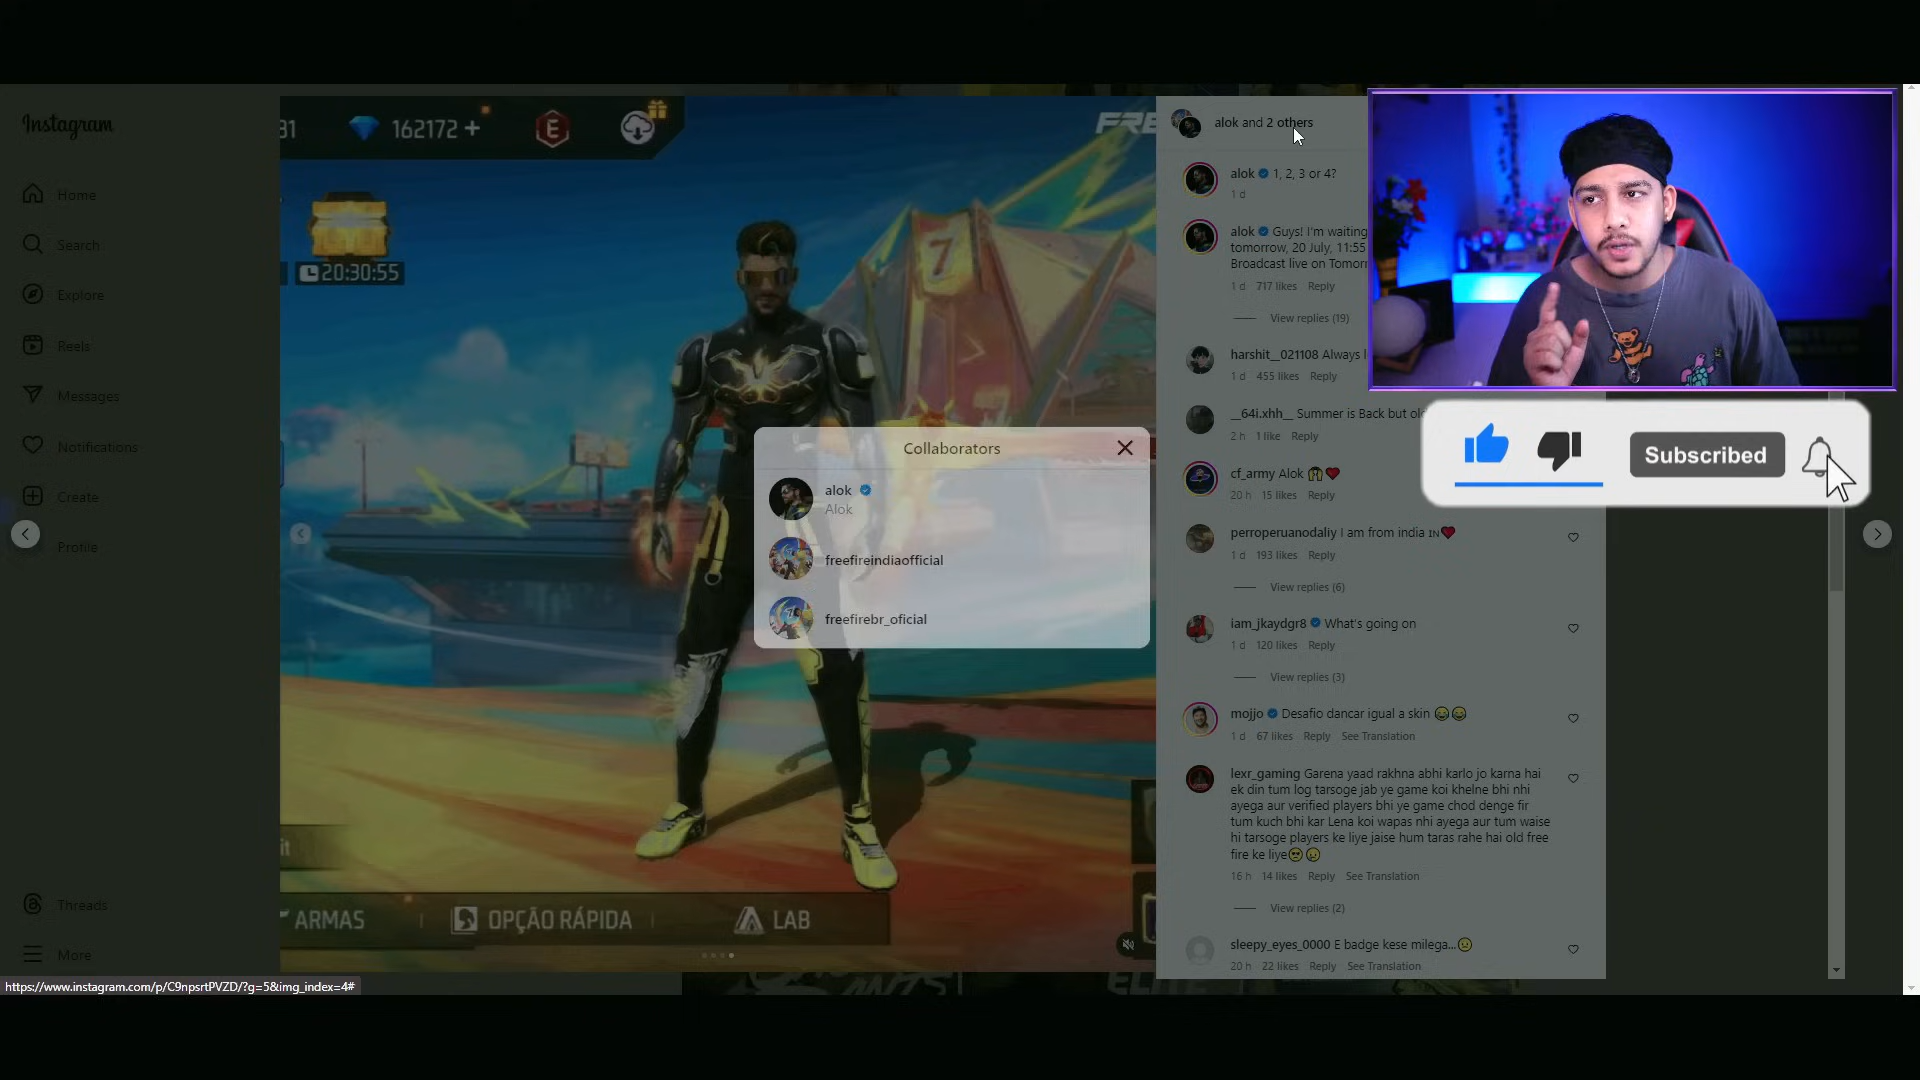 Instagram
Home
Search
Explore
Reels
Messages
Notifications
Create
Profile
Threads
More
https://www.instagram.com/p/C9npsrtPVZD/?g=5&img_index=4#
31
162172 +
E
FRE
20:30:55
7
ARMAS
OPÇÃO RÁPIDA
LAB
Collaborators
alok
Alok
freefireindiaofficial
freefirebr_oficial
alok and 2 others
alok 1, 2, 3 or 4?
1 d
alok Guys! I'm waiting
tomorrow, 20 July, 11:55
Broadcast live on Tomorr
1 d 717 likes Reply
View replies (19)
harshit__021108 Always l
1 d 455 likes Reply
__64i.xhh__ Summer is Back but ol
2 h 1 like Reply
cf_army Alok 😱❤️
20 h 15 likes Reply
perroperuanodaliy I am from india IN❤️
1 d 193 likes Reply
View replies (6)
iam_jkaydgr8 What's going on
1 d 120 likes Reply
View replies (3)
mojjo Desafio dancar igual a skin 😂😂
1 d 67 likes Reply See Translation
lexr_gaming Garena yaad rakhna abhi karlo jo karna hai
ek din tum log tarsoge jab ye game koi khelne bhi nhi
ayega aur verified players bhi ye game chod denge fir
tum kuch bhi kar Lena koi wapas nhi ayega aur tum waise
hi tarsoge players ke liye jaise hum taras rahe hai old free
fire ke liye🥺😥
16 h 14 likes Reply See Translation
View replies (2)
sleepy_eyes_0000 E badge kese milega...😥
20 h 22 likes Reply See Translation
Subscribed
ELITE